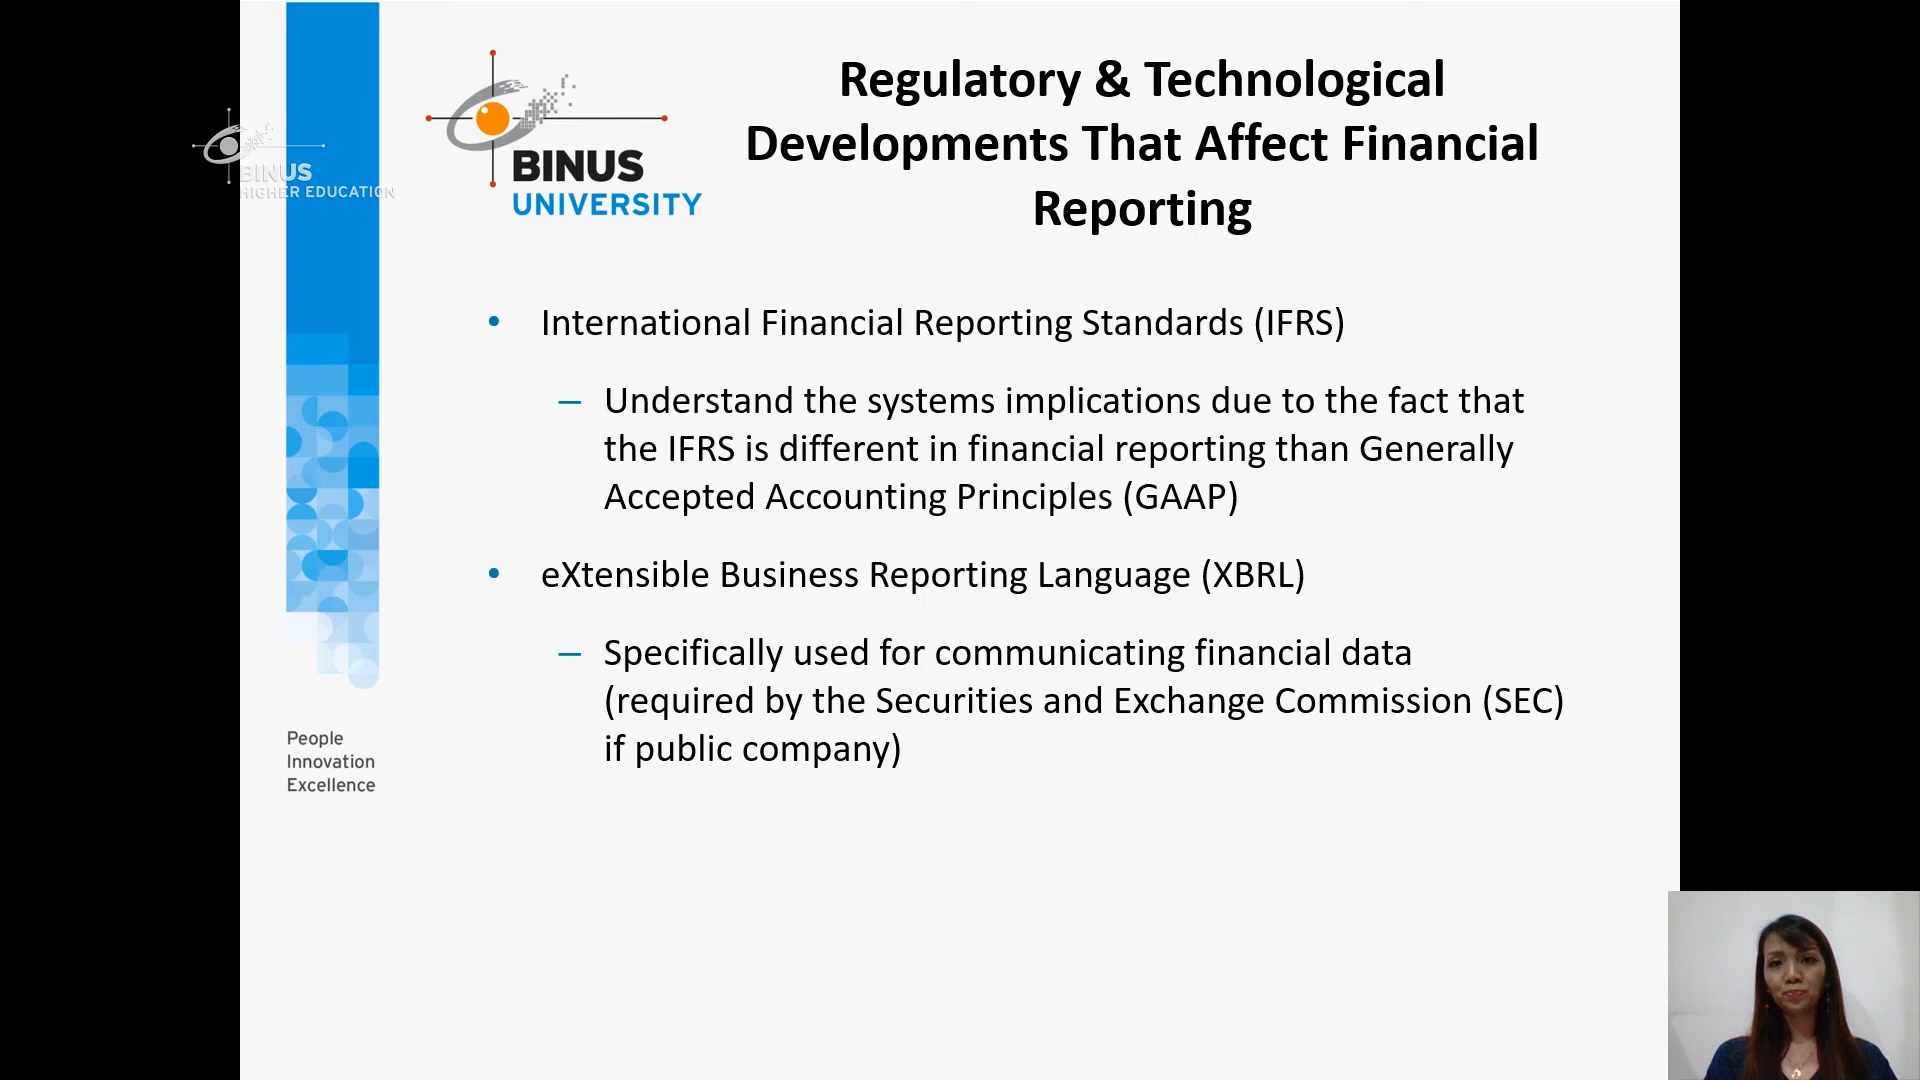 Regulatory & Technological
Developments That Affect Financial
Reporting
BINUS
UNIVERSITY
BINUS
HIGHER EDUCATION
• International Financial Reporting Standards (IFRS)
– Understand the systems implications due to the fact that
the IFRS is different in financial reporting than Generally
Accepted Accounting Principles (GAAP)
• eXtensible Business Reporting Language (XBRL)
– Specifically used for communicating financial data
(required by the Securities and Exchange Commission (SEC)
if public company)
People
Innovation
Excellence